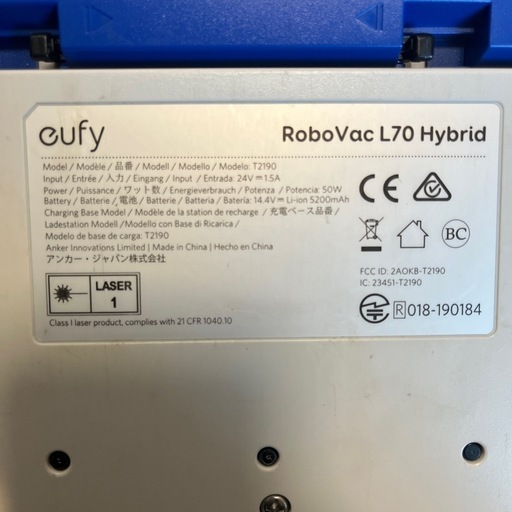 eufy
RoboVac L70 Hybrid
Model / Modèle / 品番 / Modell / Modello / Modelo: T2190
Input / Entrée / 入力 / Eingang / Input / Entrada: 24V⎓1.5A
Power / Puissance / ワット数 / Energieverbrauch / Potenza / Potencia: 50W
Battery / Batterie / 電池 / Batterie / Batteria / Batería: 14.4V⎓Li-ion 5200mAh
Charging Base Model / Modèle de la station de recharge / 充電ベース品番 /
Ladestation Modell / Modello con Base di Ricarica /
Modelo de base de carga: T2190
Anker Innovations Limited | Made in China | Hecho en China
アンカー・ジャパン株式会社
LASER
1
Class I laser product, complies with 21 CFR 1040.10
CE
BC
FCC ID: 2AOKB-T2190
IC: 23451-T2190
R 018-190184